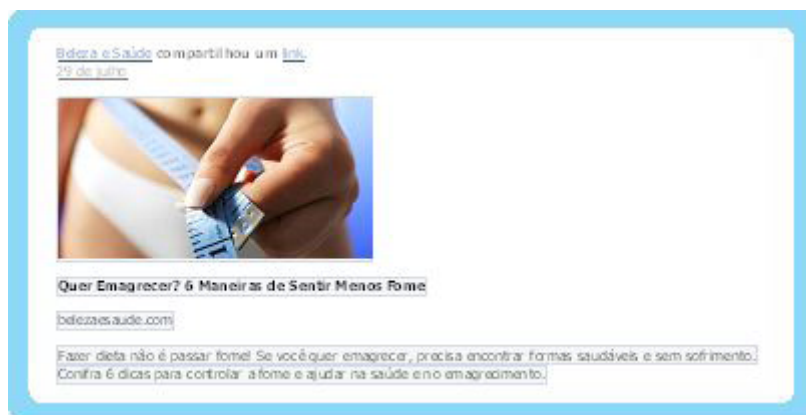 Beleza e Saúde compartilhou um link.
29 de julho
Quer Emagrecer? 6 Maneiras de Sentir Menos Fome
belezaesaude.com
Fazer dieta não é passar fome! Se você quer emagrecer, precisa encontrar formas saudáveis e sem sofrimento.
Confira 6 dicas para controlar a fome e ajudar na saúde e no emagrecimento.